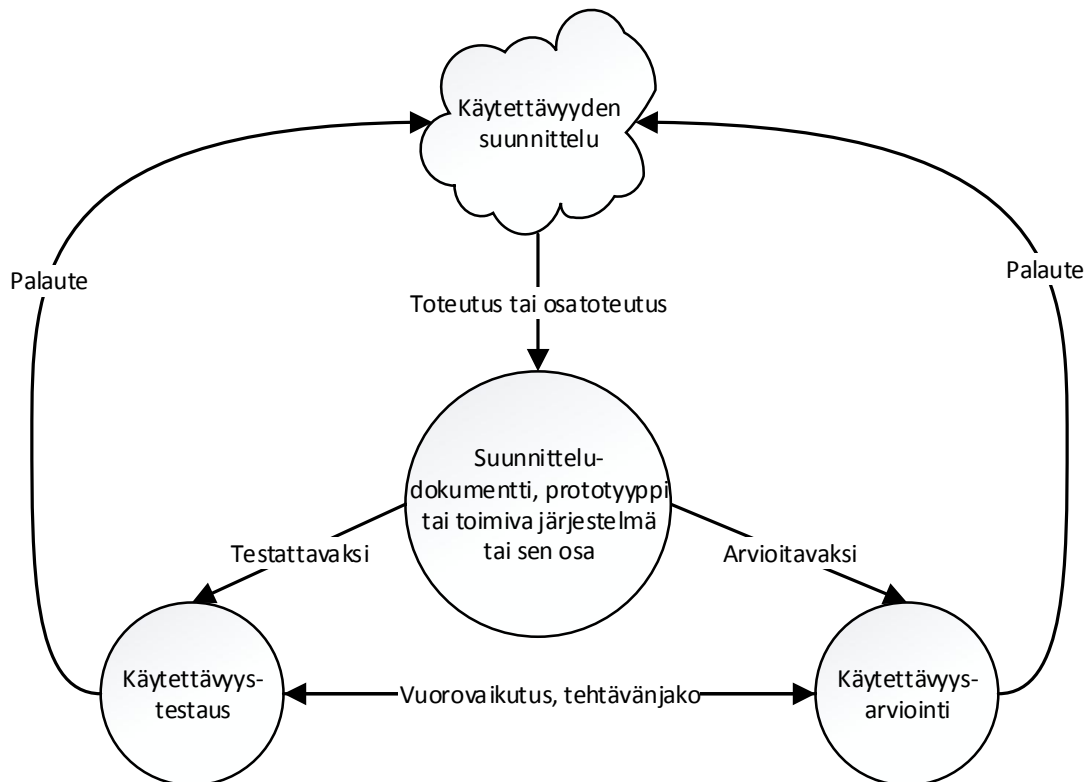 Käytettävyyden
suunnittelu
Palaute
Palaute
Toteutus tai osatoteutus
Suunnittelu-
dokumentti, prototyyppi
tai toimiva järjestelmä
tai sen osa
Testattavaksi
Arvioitavaksi
Käytettävyys-
testaus
Vuorovaikutus, tehtävänjako
Käytettävyys-
arviointi